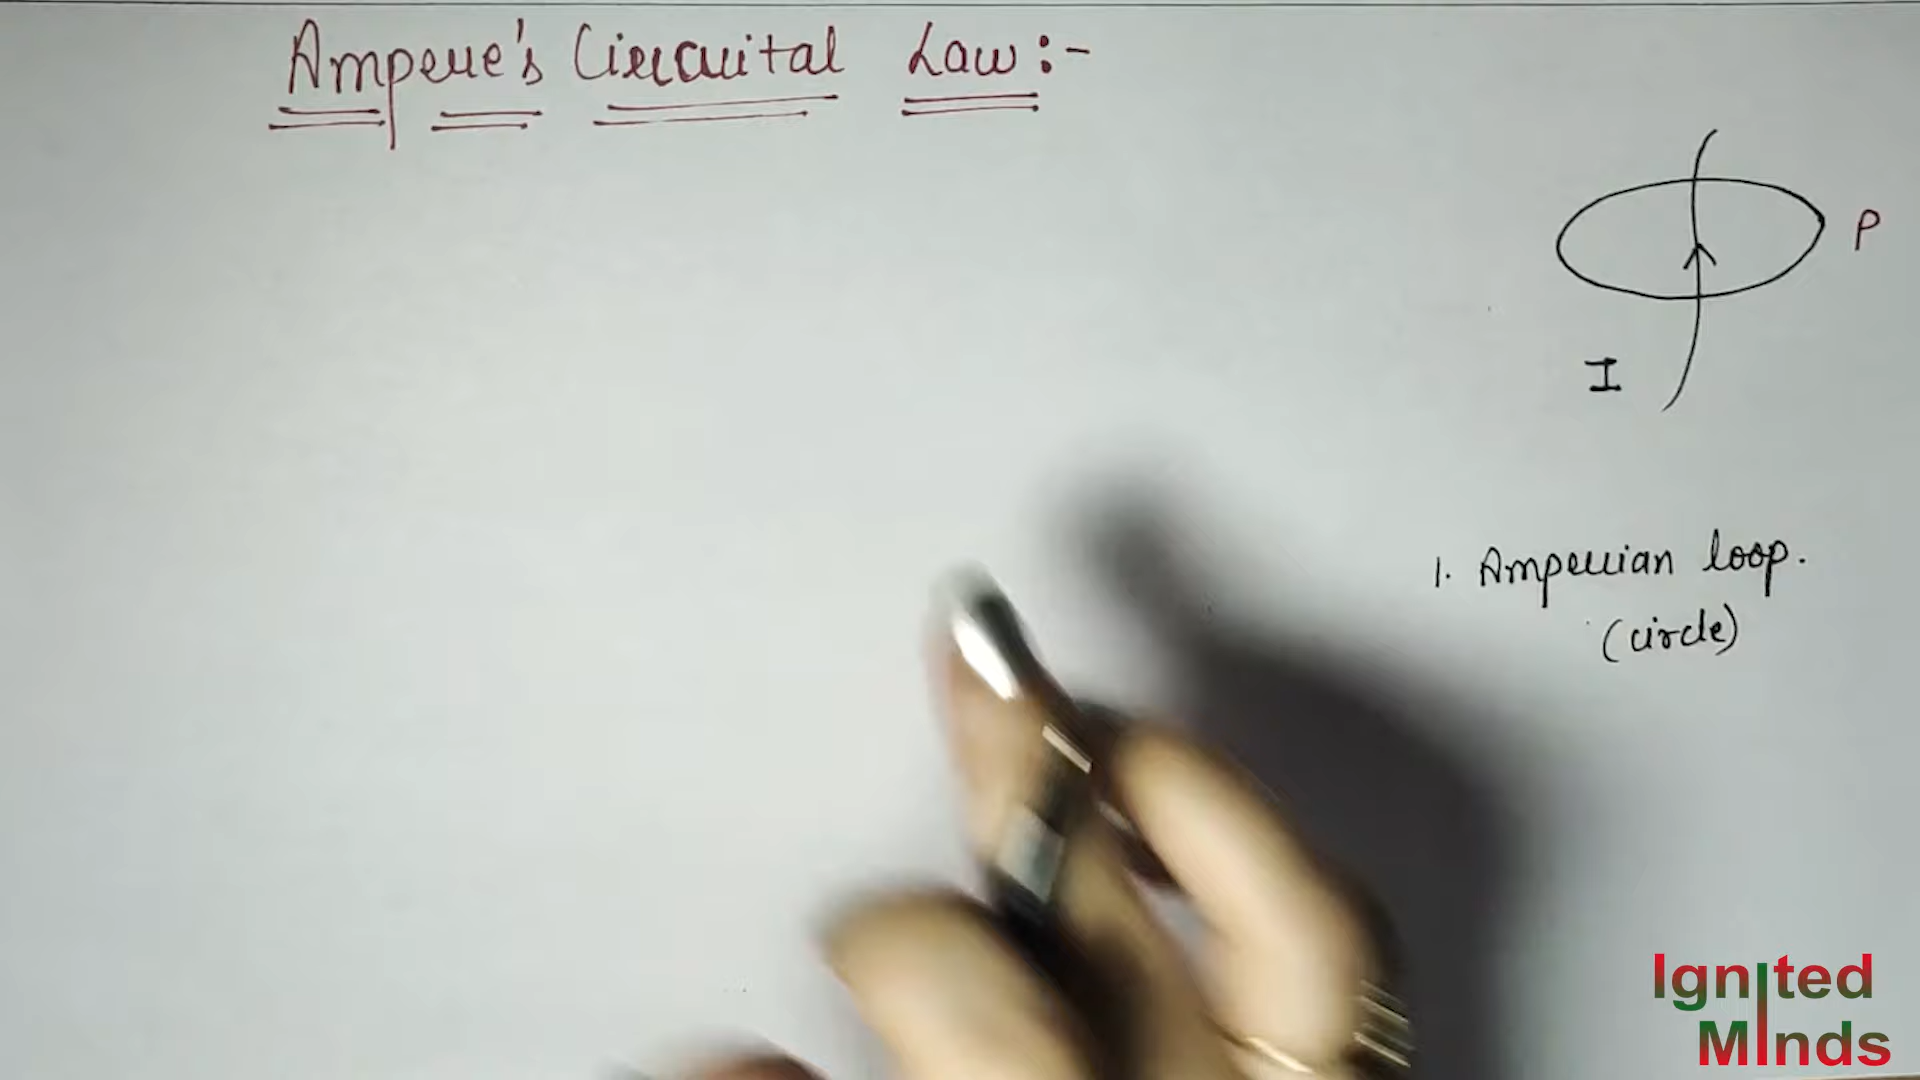 Ampere's Circuital Law:-
P
I
1. Amperian loop.
(circle)
Ignited
Minds